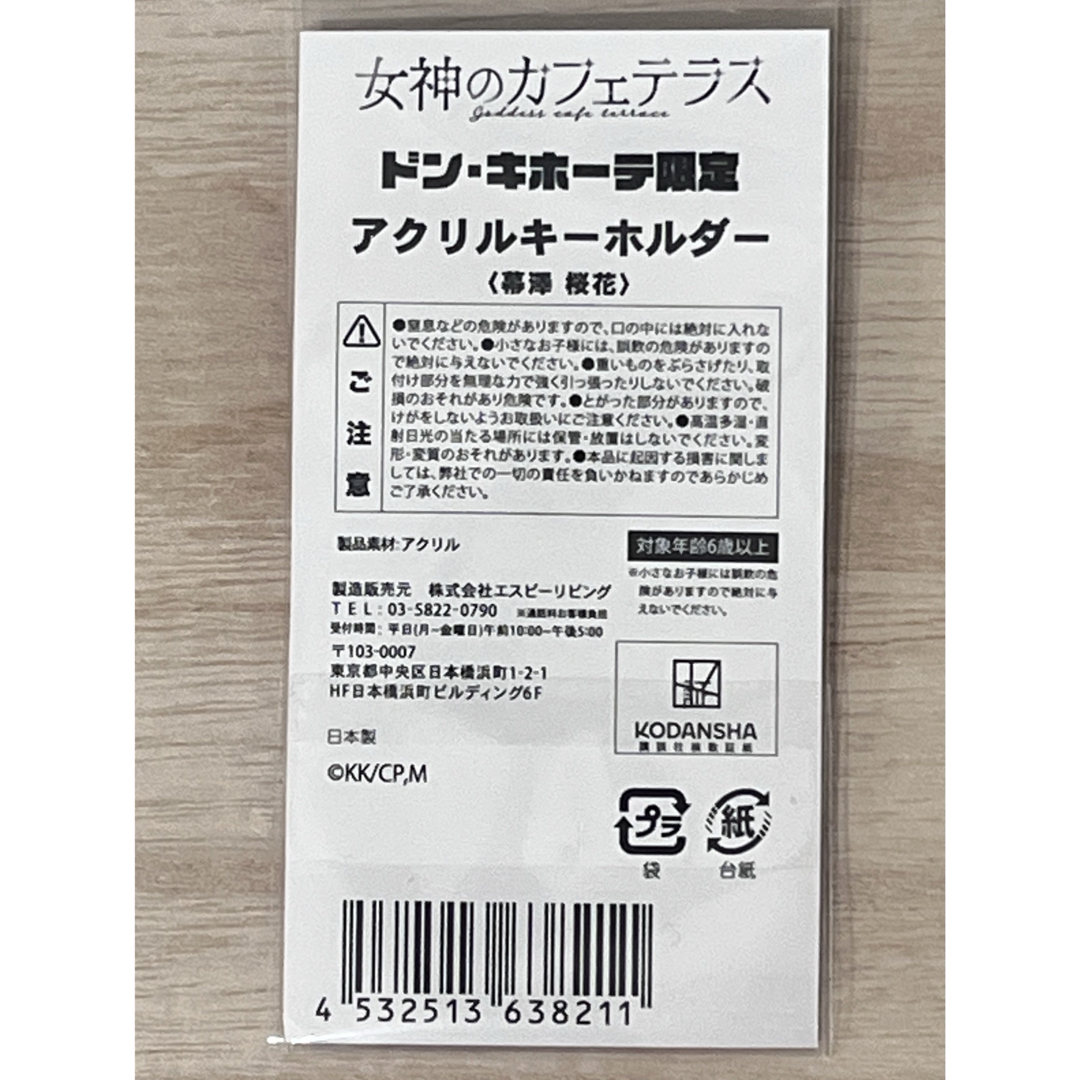 女神のカフェテラス
Goddess cafe terrace
ドン・キホーテ限定
アクリルキーホルダー
〈幕澤 桜花〉
⚠ご注意
●窒息などの危険がありますので、口の中には絶対に入れな
いでください。●小さなお子様には、誤飲の危険がありますの
で絶対に与えないでください。●重いものをぶらさげたり、取
付け部分を無理な力で強く引っ張ったりしないでください。破
損のおそれがあり危険です。●とがった部分がありますので、
けがをしないようお取扱いにご注意ください。●高温多湿・直
射日光の当たる場所には保管・放置はしないでください。変
形・変質のおそれがあります。●本品に起因する損害に関しま
しては、弊社での一切の責任を負いかねますのであらかじめ
ご了承ください。
製品素材:アクリル
対象年齢6歳以上
※小さなお子様には誤飲の危
険がありますので絶対に与
えないでください。
製造販売元 株式会社エスピーリビング
TEL:03-5822-0790 ※通話料お客様負担
受付時間:平日(月~金曜日)午前10:00~午後5:00
〒103-0007
東京都中央区日本橋浜町1-2-1
HF日本橋浜町ビルディング6F
日本製
©KK/CP,M
KODANSHA
講談社複数証紙
プラ
袋
紙
台紙
4 532513 638211